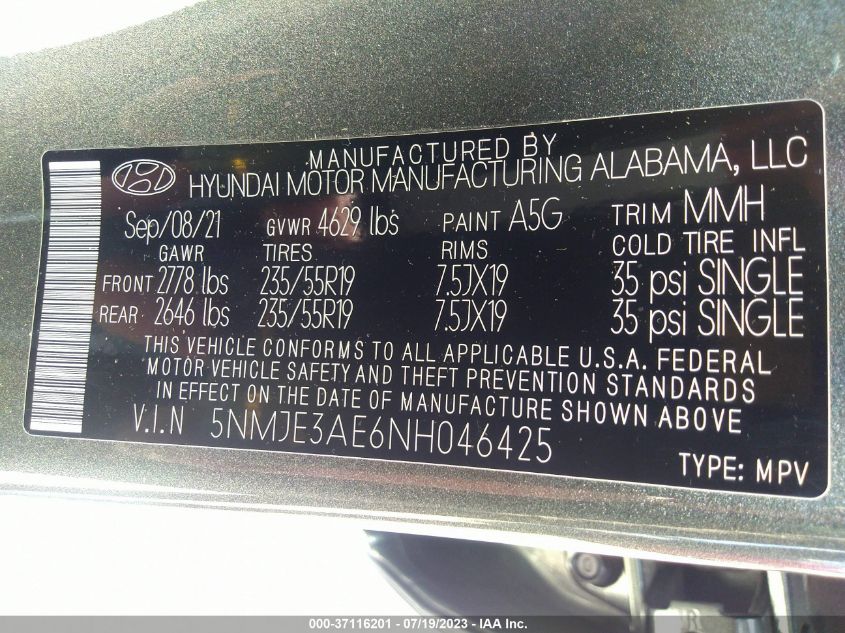 MANUFACTURED BY
HYUNDAI MOTOR MANUFACTURING ALABAMA, LLC
Sep/08/21 GVWR 4629 lbs PAINT A5G TRIM MMH
GAWR TIRES RIMS COLD TIRE INFL
FRONT 2778 lbs 235/55R19 7.5JX19 35 psi SINGLE
REAR 2646 lbs 235/55R19 7.5JX19 35 psi SINGLE
THIS VEHICLE CONFORMS TO ALL APPLICABLE U.S.A. FEDERAL
MOTOR VEHICLE SAFETY AND THEFT PREVENTION STANDARDS
IN EFFECT ON THE DATE OF MANUFACTURE SHOWN ABOVE
V.I.N 5NMJE3AE6NH046425
TYPE: MPV
000-37116201 - 07/19/2023 - IAA Inc.